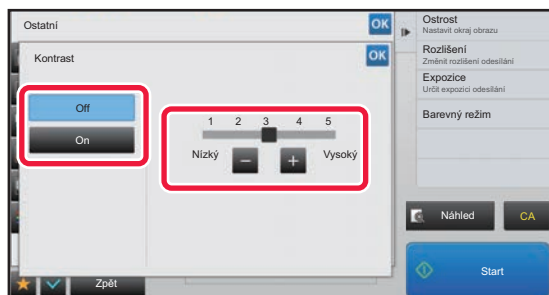 Ostatní
OK
Kontrast
OK
Off
On
1 2 3 4 5
Nízký
Vysoký
Zpět
Ostrost
Nastavit okraj obrazu
Rozlišení
Změnit rozlišení odesílání
Expozice
Určit expozici odesílání
Barevný režim
Náhled
CA
Start